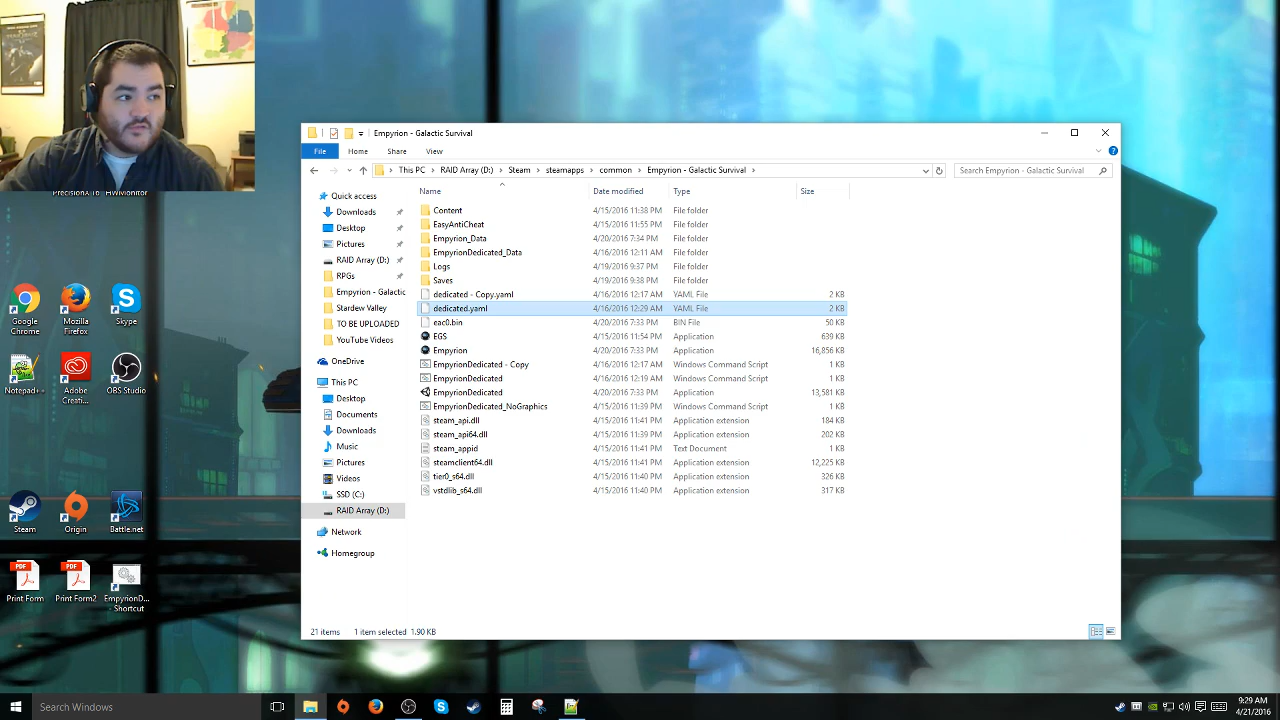 Empyrion - Galactic Survival
File Home Share View
This PC RAID Array (D:) Steam steamapps common Empyrion - Galactic Survival
Search Empyrion - Galactic Survival
Name Date modified Type Size
Quick access
Downloads
Desktop
Pictures
RAID Array (D:)
RPGs
Empyrion - Galactic
Stardew Valley
TO BE UPLOADED
YouTube Videos
OneDrive
This PC
Desktop
Documents
Downloads
Music
Pictures
Videos
SSD (C:)
RAID Array (D:)
Network
Homegroup
Content 4/15/2016 11:38 PM File folder
EasyAntiCheat 4/15/2016 11:55 PM File folder
Empyrion_Data 4/20/2016 7:34 PM File folder
EmpyrionDedicated_Data 4/16/2016 12:11 AM File folder
Logs 4/19/2016 9:37 PM File folder
Saves 4/19/2016 9:38 PM File folder
dedicated - Copy.yaml 4/16/2016 12:17 AM YAML File 2 KB
dedicated.yaml 4/16/2016 12:29 AM YAML File 2 KB
eac0.bin 4/20/2016 7:33 PM BIN File 50 KB
EGS 4/15/2016 11:54 PM Application 639 KB
Empyrion 4/20/2016 7:33 PM Application 16,856 KB
EmpyrionDedicated - Copy 4/16/2016 12:17 AM Windows Command Script 1 KB
EmpyrionDedicated 4/16/2016 12:19 AM Windows Command Script 1 KB
EmpyrionDedicated 4/20/2016 7:33 PM Application 13,581 KB
EmpyrionDedicated_NoGraphics 4/15/2016 11:39 PM Windows Command Script 1 KB
steam_api.dll 4/15/2016 11:41 PM Application extension 184 KB
steam_api64.dll 4/15/2016 11:39 PM Application extension 202 KB
steam_appid 4/15/2016 11:41 PM Text Document 1 KB
steamclient64.dll 4/15/2016 11:41 PM Application extension 12,225 KB
tier0_s64.dll 4/15/2016 11:40 PM Application extension 326 KB
vstdlib_s64.dll 4/15/2016 11:40 PM Application extension 317 KB
21 items 1 item selected 1.90 KB
PrecisionX 16 HWMonitor
Google Chrome
Mozilla Firefox
Skype
Notepad++
Adobe Creati...
OBS Studio
Steam
Origin
Battle.net
PDF
Print Form
PDF
Print Form2
EmpyrionD... - Shortcut
Search Windows
9:29 AM
4/21/2016